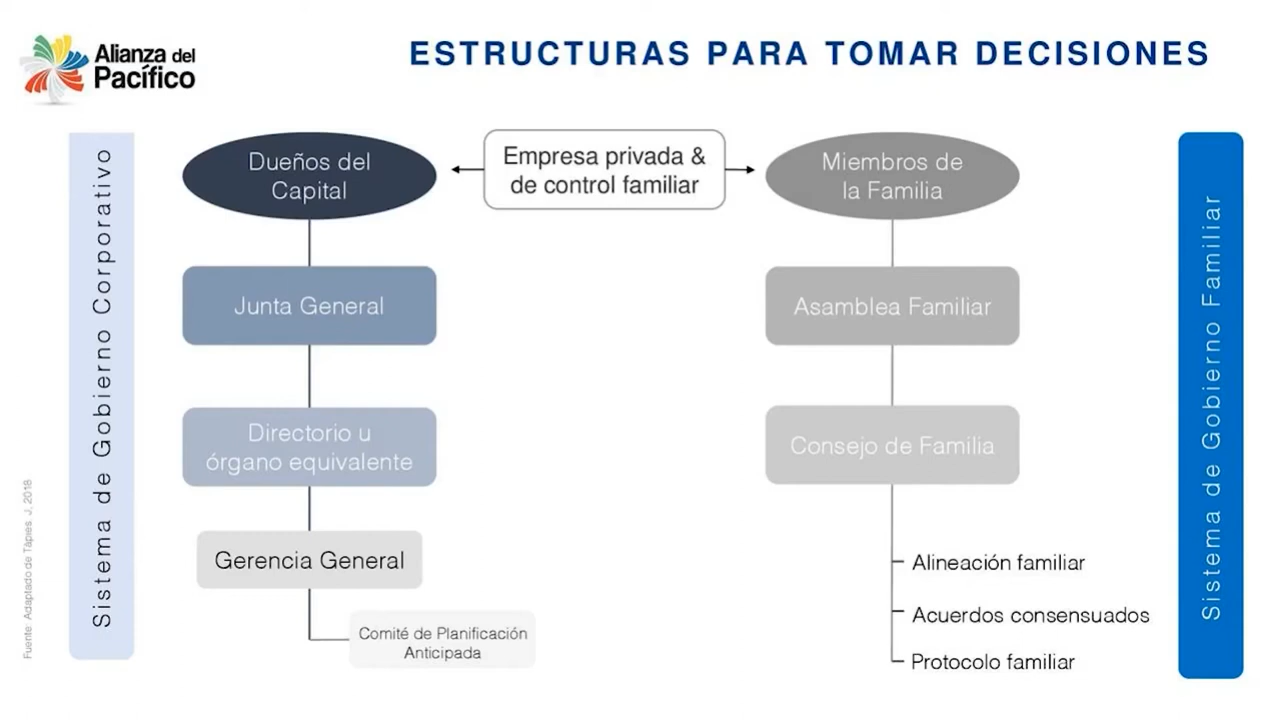 Alianza del
Pacífico
ESTRUCTURAS PARA TOMAR DECISIONES
Sistema de Gobierno Corporativo
Dueños del
Capital
Empresa privada &
de control familiar
Miembros de
la Familia
Junta General
Asamblea Familiar
Directorio u
órgano equivalente
Consejo de Familia
Gerencia General
Comité de Planificación
Anticipada
Alineación familiar
Acuerdos consensuados
Protocolo familiar
Sistema de Gobierno Familiar
Fuente: Adaptado de Tàpies J, 2018